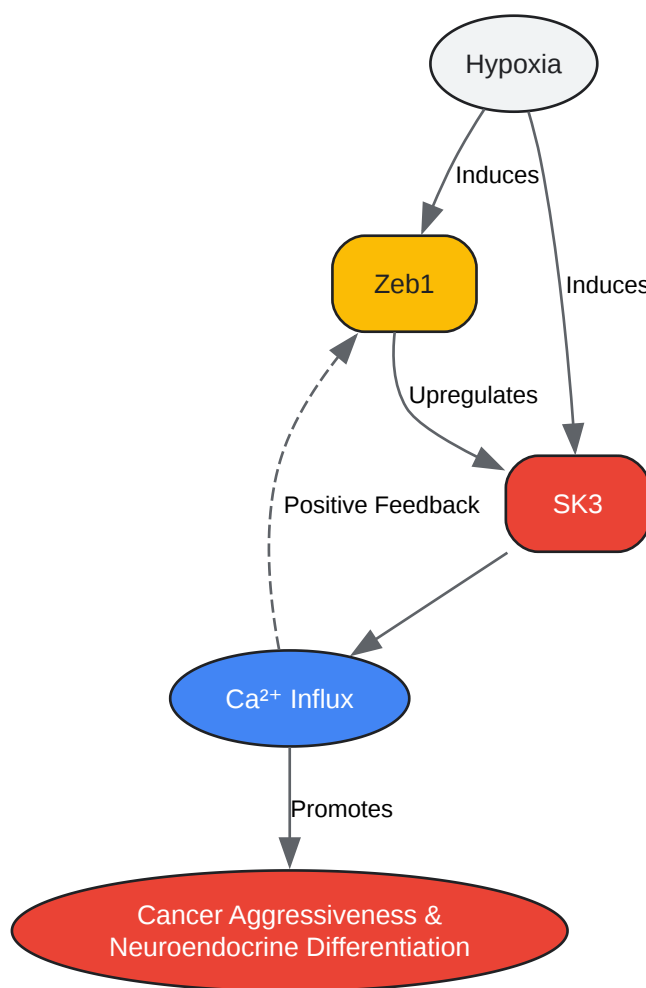 Hypoxia
Induces
Zeb1
Induces
Upregulates
SK3
Positive Feedback
Ca²⁺ Influx
Promotes
Cancer Aggressiveness &
Neuroendocrine Differentiation